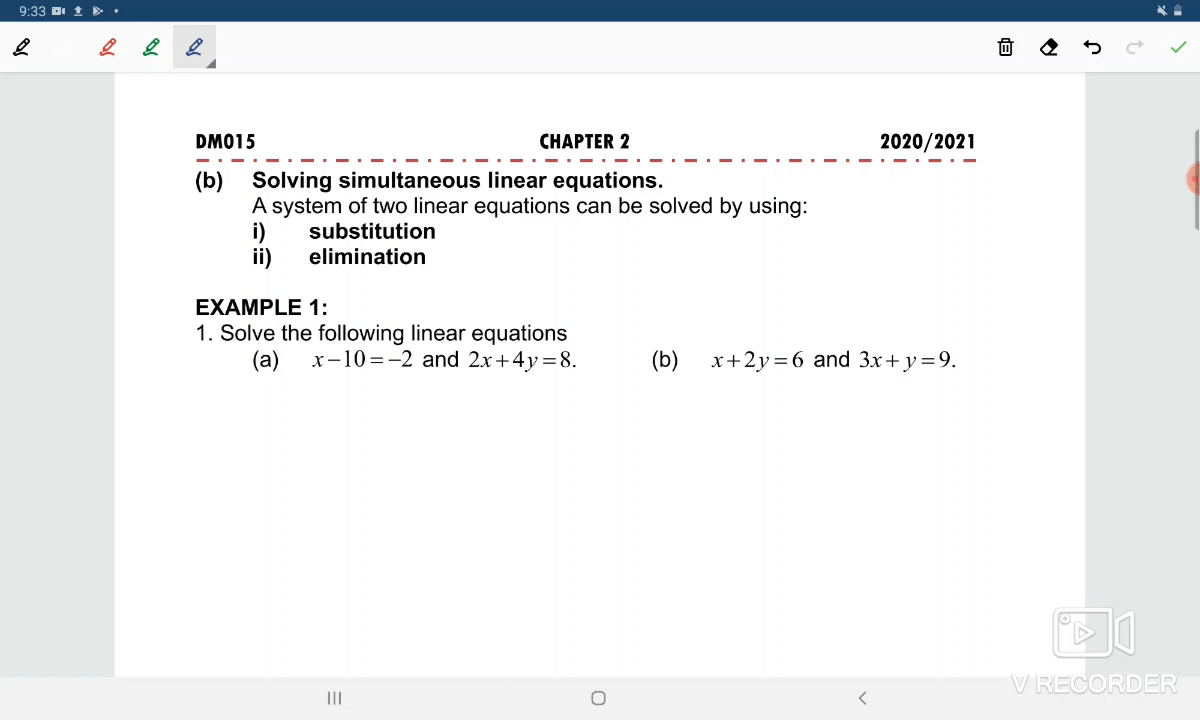 9:33
DM015 CHAPTER 2 2020/2021
(b) Solving simultaneous linear equations.
A system of two linear equations can be solved by using:
i) substitution
ii) elimination
EXAMPLE 1:
1. Solve the following linear equations
(a) x−10=−2 and 2x+4y=8. (b) x+2y=6 and 3x+y=9.
V RECORDER